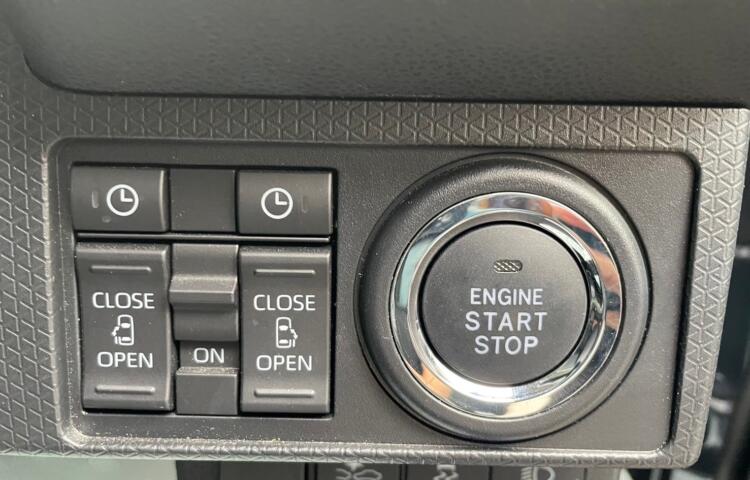 CLOSE
OPEN
ON
CLOSE
OPEN
ENGINE
START
STOP